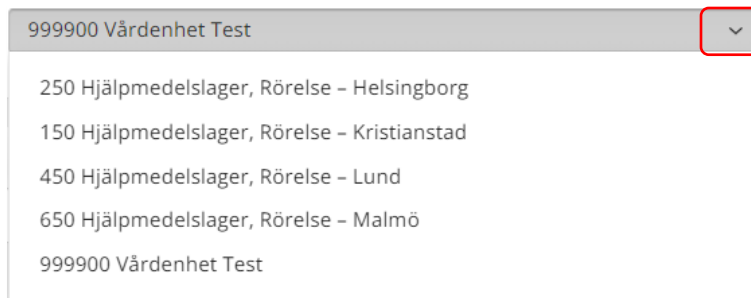 999900 Vårdenhet Test
250 Hjälpmedelslager, Rörelse – Helsingborg
150 Hjälpmedelslager, Rörelse – Kristianstad
450 Hjälpmedelslager, Rörelse – Lund
650 Hjälpmedelslager, Rörelse – Malmö
999900 Vårdenhet Test